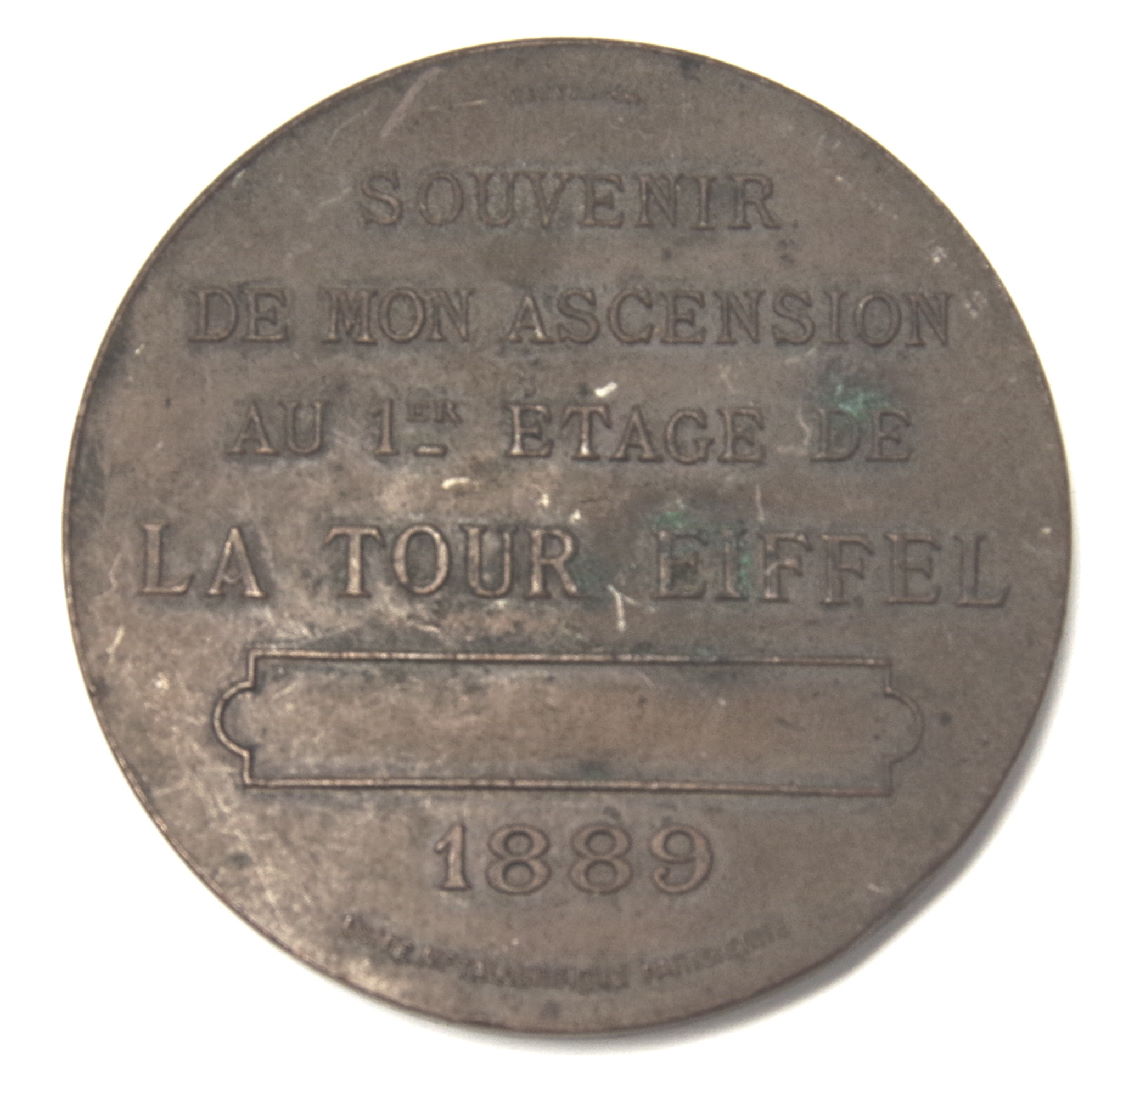 SOUVENIR
DE MON ASCENSION
AU 1ER ETAGE DE
LA TOUR EIFFEL
1889